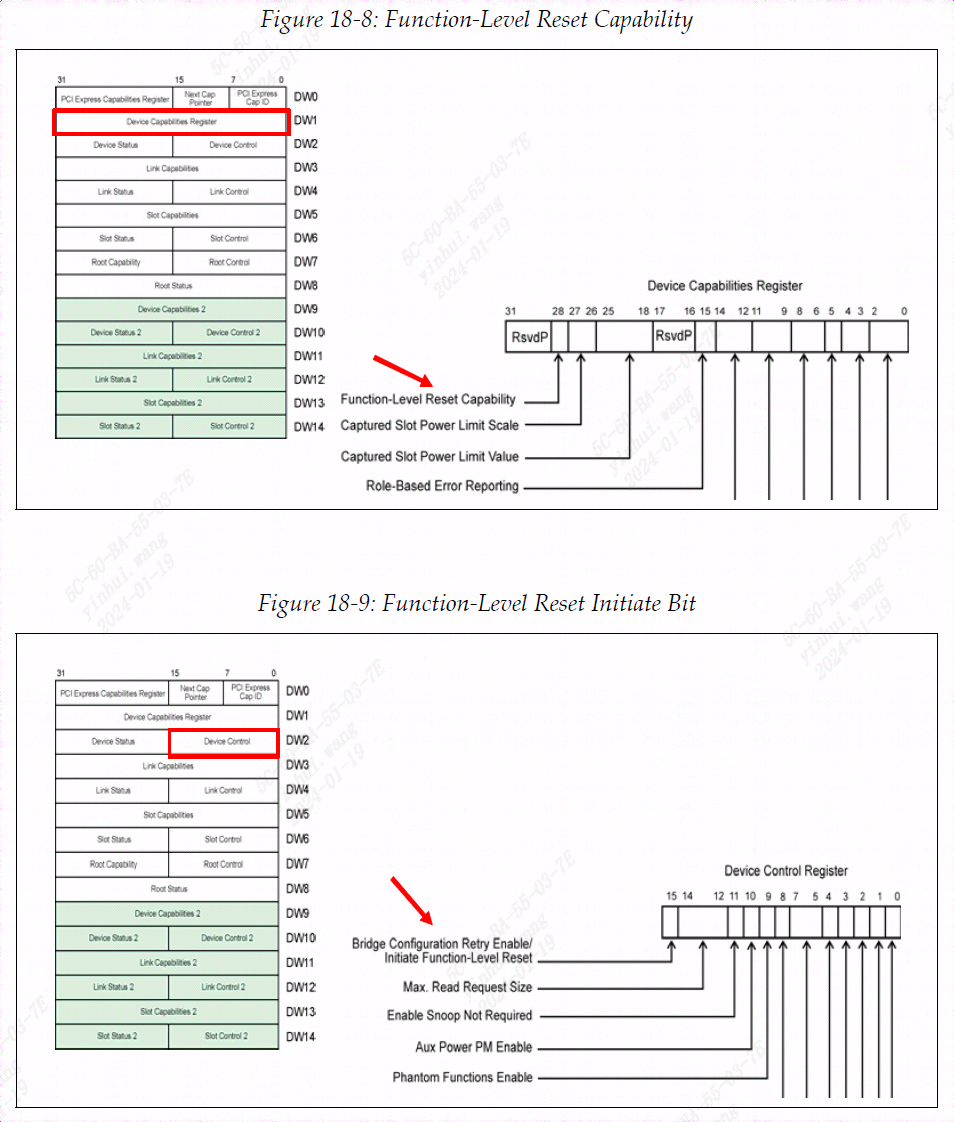 Figure 18-8: Function-Level Reset Capability
31 15 7 0
PCI Express Capabilities Register Next Cap Pointer PCI Express Cap ID DW0
Device Capabilities Register DW1
Device Status Device Control DW2
Link Capabilities DW3
Link Status Link Control DW4
Slot Capabilities DW5
Slot Status Slot Control DW6
Root Capability Root Control DW7
Root Status DW8
Device Capabilities 2 DW9
Device Status 2 Device Control 2 DW10
Link Capabilities 2 DW11
Link Status 2 Link Control 2 DW12
Slot Capabilities 2 DW13
Slot Status 2 Slot Control 2 DW14
Device Capabilities Register
31 28 27 26 25 18 17 16 15 14 12 11 9 8 6 5 4 3 2 0
RsvdP RsvdP
Function-Level Reset Capability
Captured Slot Power Limit Scale
Captured Slot Power Limit Value
Role-Based Error Reporting
Figure 18-9: Function-Level Reset Initiate Bit
31 15 7 0
PCI Express Capabilities Register Next Cap Pointer PCI Express Cap ID DW0
Device Capabilities Register DW1
Device Status Device Control DW2
Link Capabilities DW3
Link Status Link Control DW4
Slot Capabilities DW5
Slot Status Slot Control DW6
Root Capability Root Control DW7
Root Status DW8
Device Capabilities 2 DW9
Device Status 2 Device Control 2 DW10
Link Capabilities 2 DW11
Link Status 2 Link Control 2 DW12
Slot Capabilities 2 DW13
Slot Status 2 Slot Control 2 DW14
Device Control Register
15 14 12 11 10 9 8 7 5 4 3 2 1 0
Bridge Configuration Retry Enable/
Initiate Function-Level Reset
Max. Read Request Size
Enable Snoop Not Required
Aux Power PM Enable
Phantom Functions Enable
5C-60-BA-55-03-7E
yinhui.wang
2024-01-19